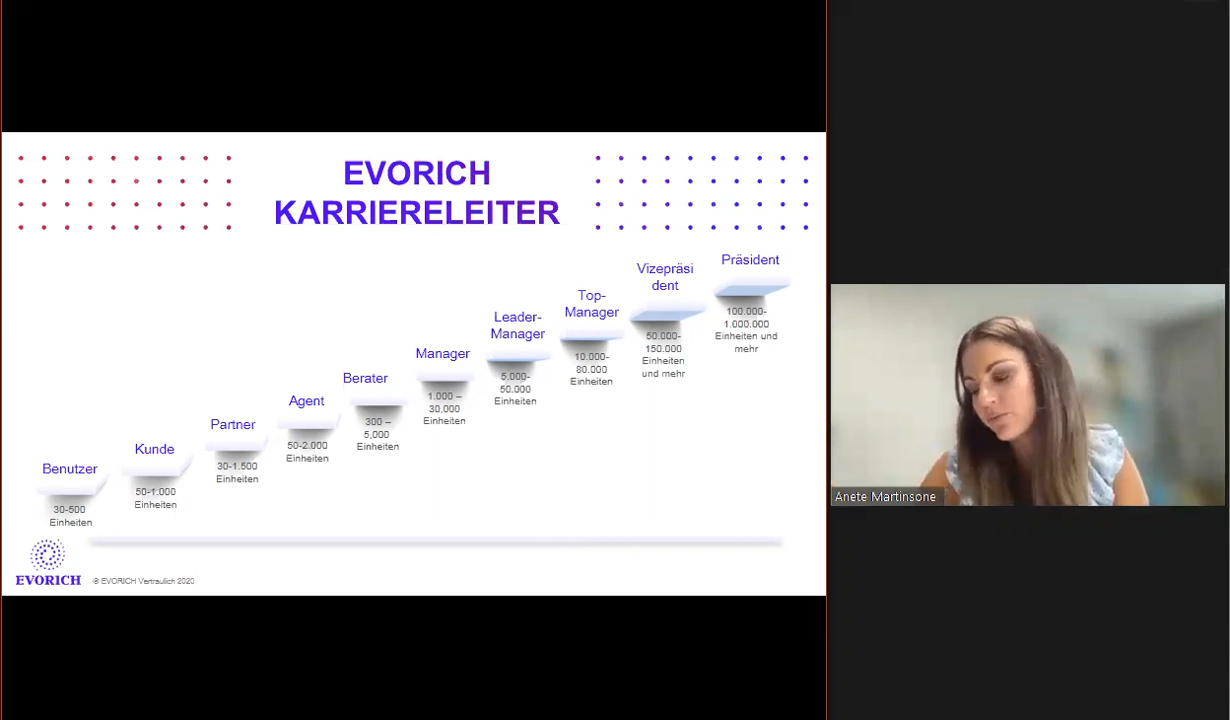 EVORICH
KARRIERELEITER
Benutzer
30-500
Einheiten
Kunde
50-1.000
Einheiten
Partner
30-1.500
Einheiten
Agent
50-2.000
Einheiten
Berater
300 –
5,000
Einheiten
Manager
1.000 –
30,000
Einheiten
Leader-
Manager
5.000-
50.000
Einheiten
Top-
Manager
10.000-
80.000
Einheiten
Vizepräsi
dent
50.000-
150.000
Einheiten
und mehr
Präsident
100.000-
1.000.000
Einheiten und
mehr
EVORICH
© EVORICH Vertraulich 2020
Anete Martinsone